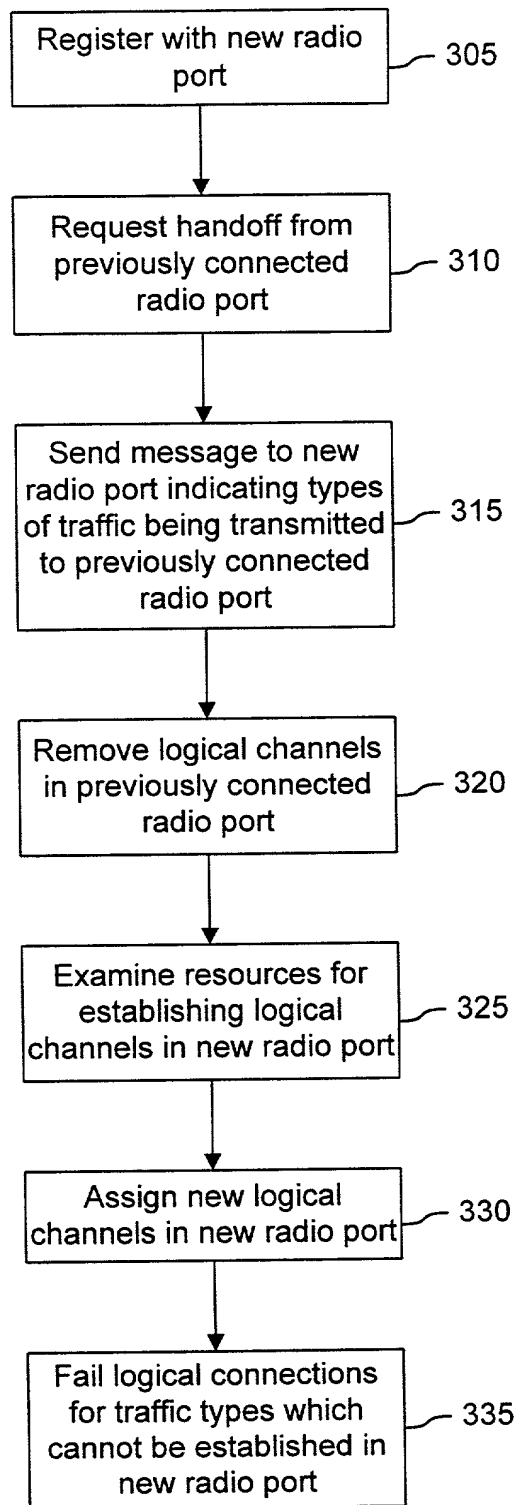 Register with new radio
port
305
Request handoff from
previously connected
radio port
310
Send message to new
radio port indicating types
of traffic being transmitted
to previously connected
radio port
315
Remove logical channels
in previously connected
radio port
320
Examine resources for
establishing logical
channels in new radio port
325
Assign new logical
channels in new radio port
330
Fail logical connections
for traffic types which
cannot be established in
new radio port
335